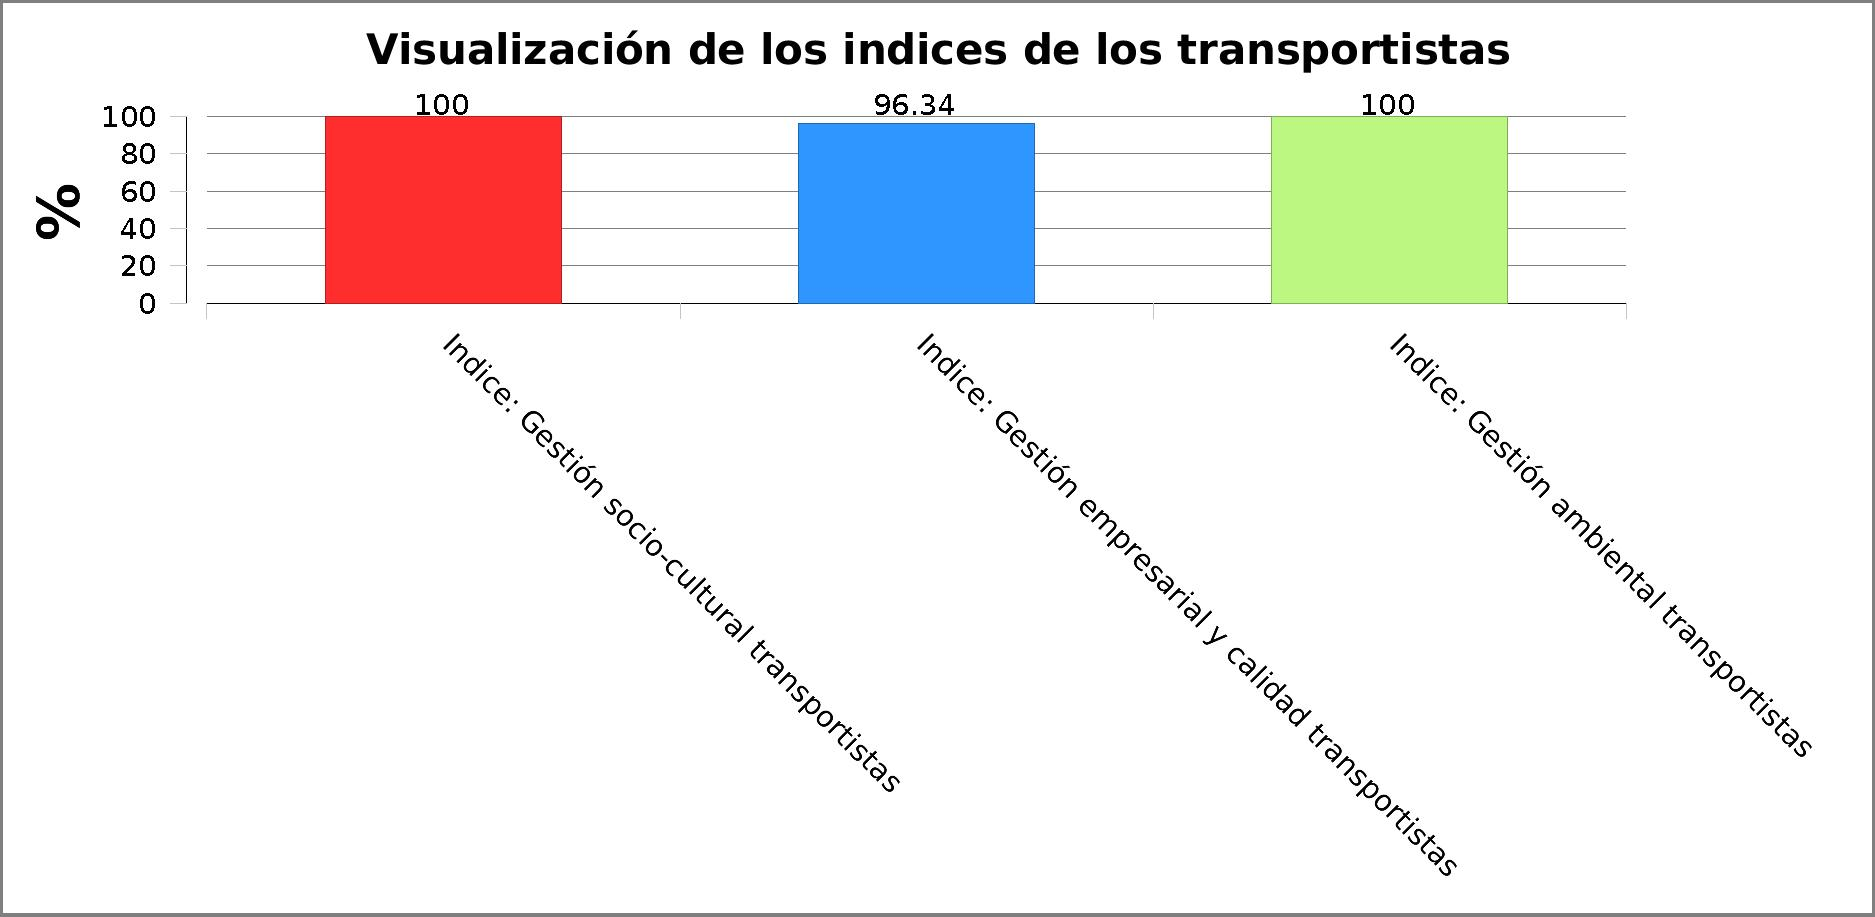 Visualización de los indices de los transportistas
100
96.34
100
%
100
80
60
40
20
0
Indice: Gestión socio-cultural transportistas
Indice: Gestión empresarial y calidad transportistas
Indice: Gestión ambiental transportistas